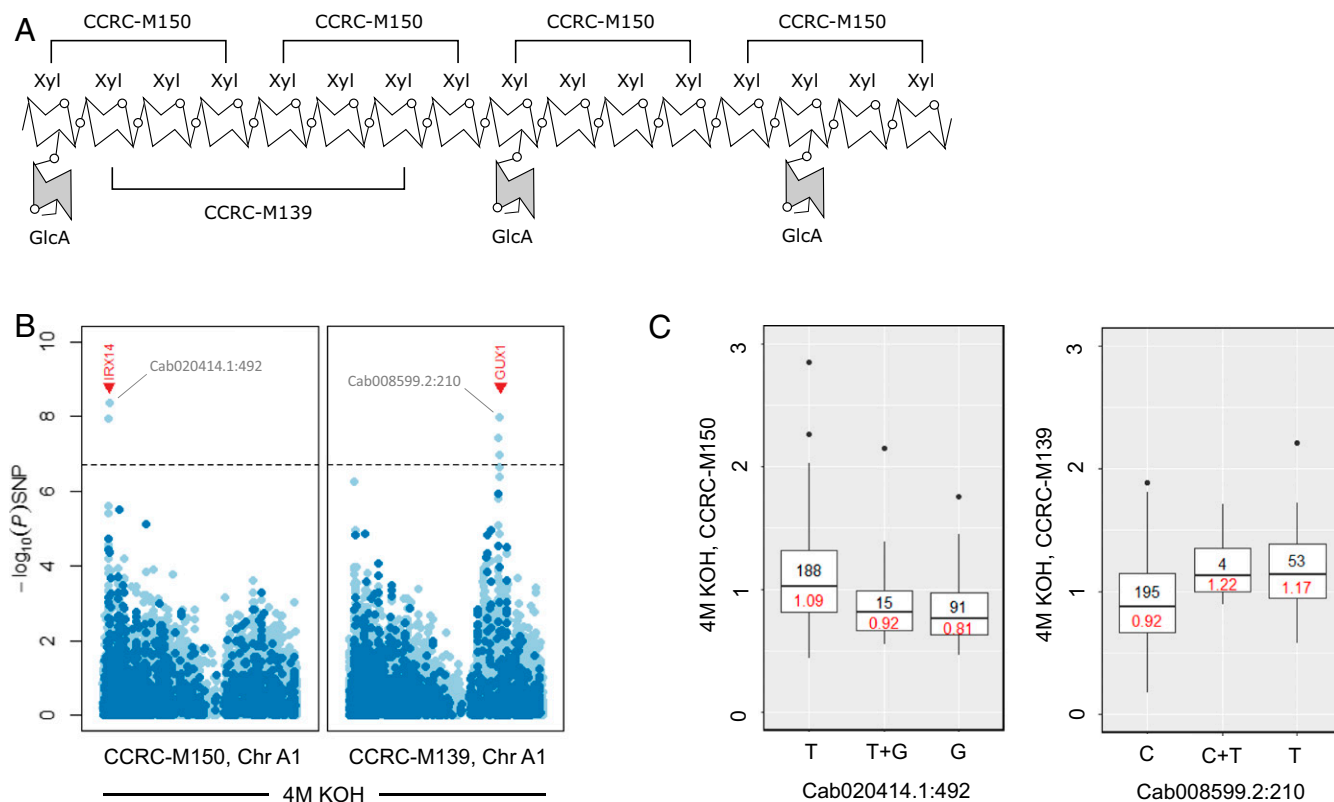 A
CCRC-M150 CCRC-M150 CCRC-M150 CCRC-M150
Xyl Xyl Xyl Xyl Xyl Xyl Xyl Xyl Xyl Xyl Xyl Xyl Xyl Xyl Xyl
CCRC-M139
GlcA GlcA GlcA
B
−log10(P)SNP
10
8
6
4
2
0
IRX14
Cab020414.1:492
GUX1
Cab008599.2:210
CCRC-M150, Chr A1 CCRC-M139, Chr A1
4M KOH
C
4M KOH, CCRC-M150
3
2
1
0
188
1.09
15
0.92
91
0.81
T T+G G
Cab020414.1:492
4M KOH, CCRC-M139
3
2
1
0
195
0.92
4
1.22
53
1.17
C C+T T
Cab008599.2:210